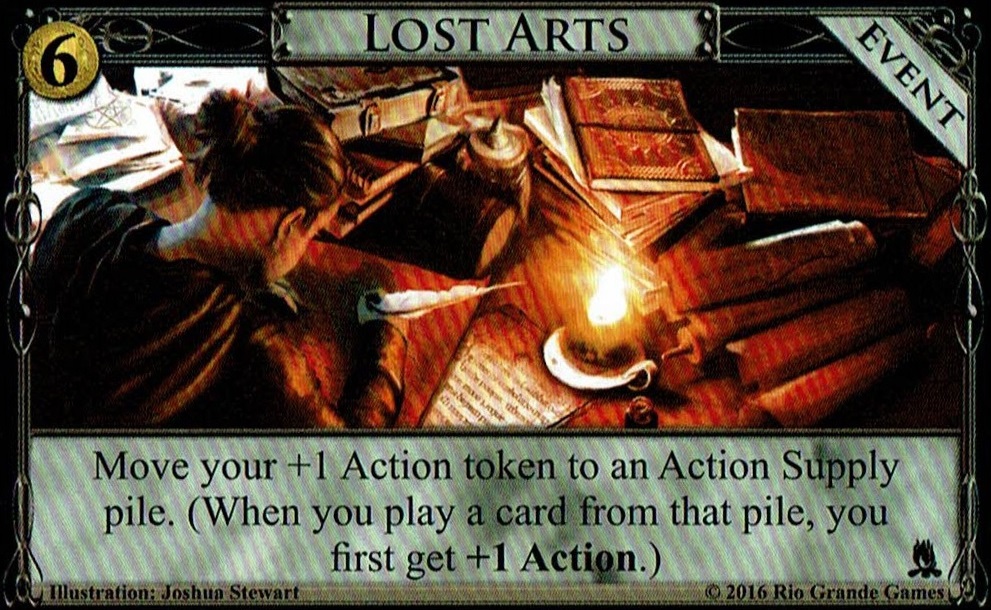 6
LOST ARTS
EVENT
Move your +1 Action token to an Action Supply
pile. (When you play a card from that pile, you
first get +1 Action.)
Illustration: Joshua Stewart
© 2016 Rio Grande Games